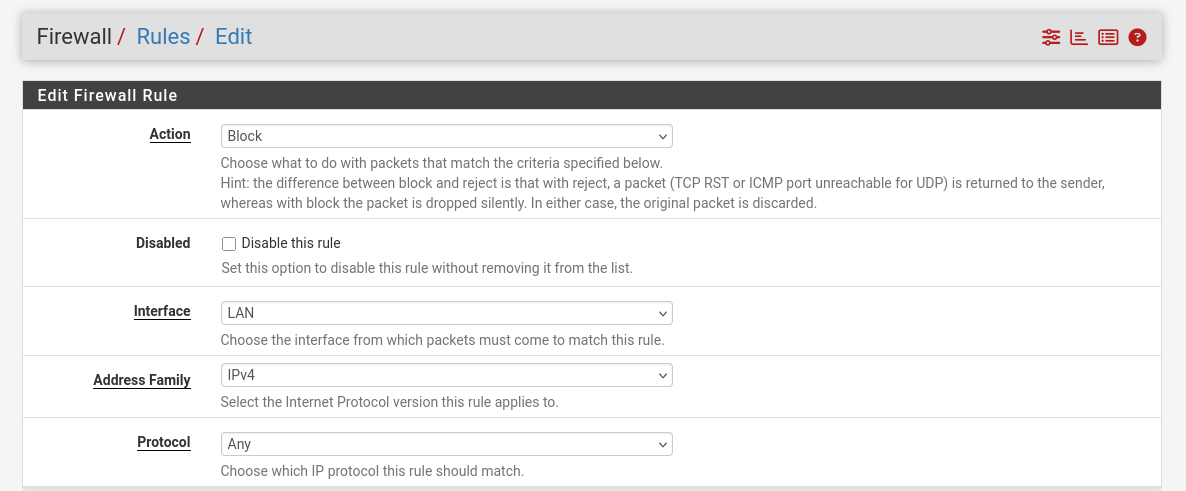 Firewall / Rules / Edit
Edit Firewall Rule
Action
Block
Choose what to do with packets that match the criteria specified below.
Hint: the difference between block and reject is that with reject, a packet (TCP RST or ICMP port unreachable for UDP) is returned to the sender,
whereas with block the packet is dropped silently. In either case, the original packet is discarded.
Disabled
Disable this rule
Set this option to disable this rule without removing it from the list.
Interface
LAN
Choose the interface from which packets must come to match this rule.
Address Family
IPv4
Select the Internet Protocol version this rule applies to.
Protocol
Any
Choose which IP protocol this rule should match.